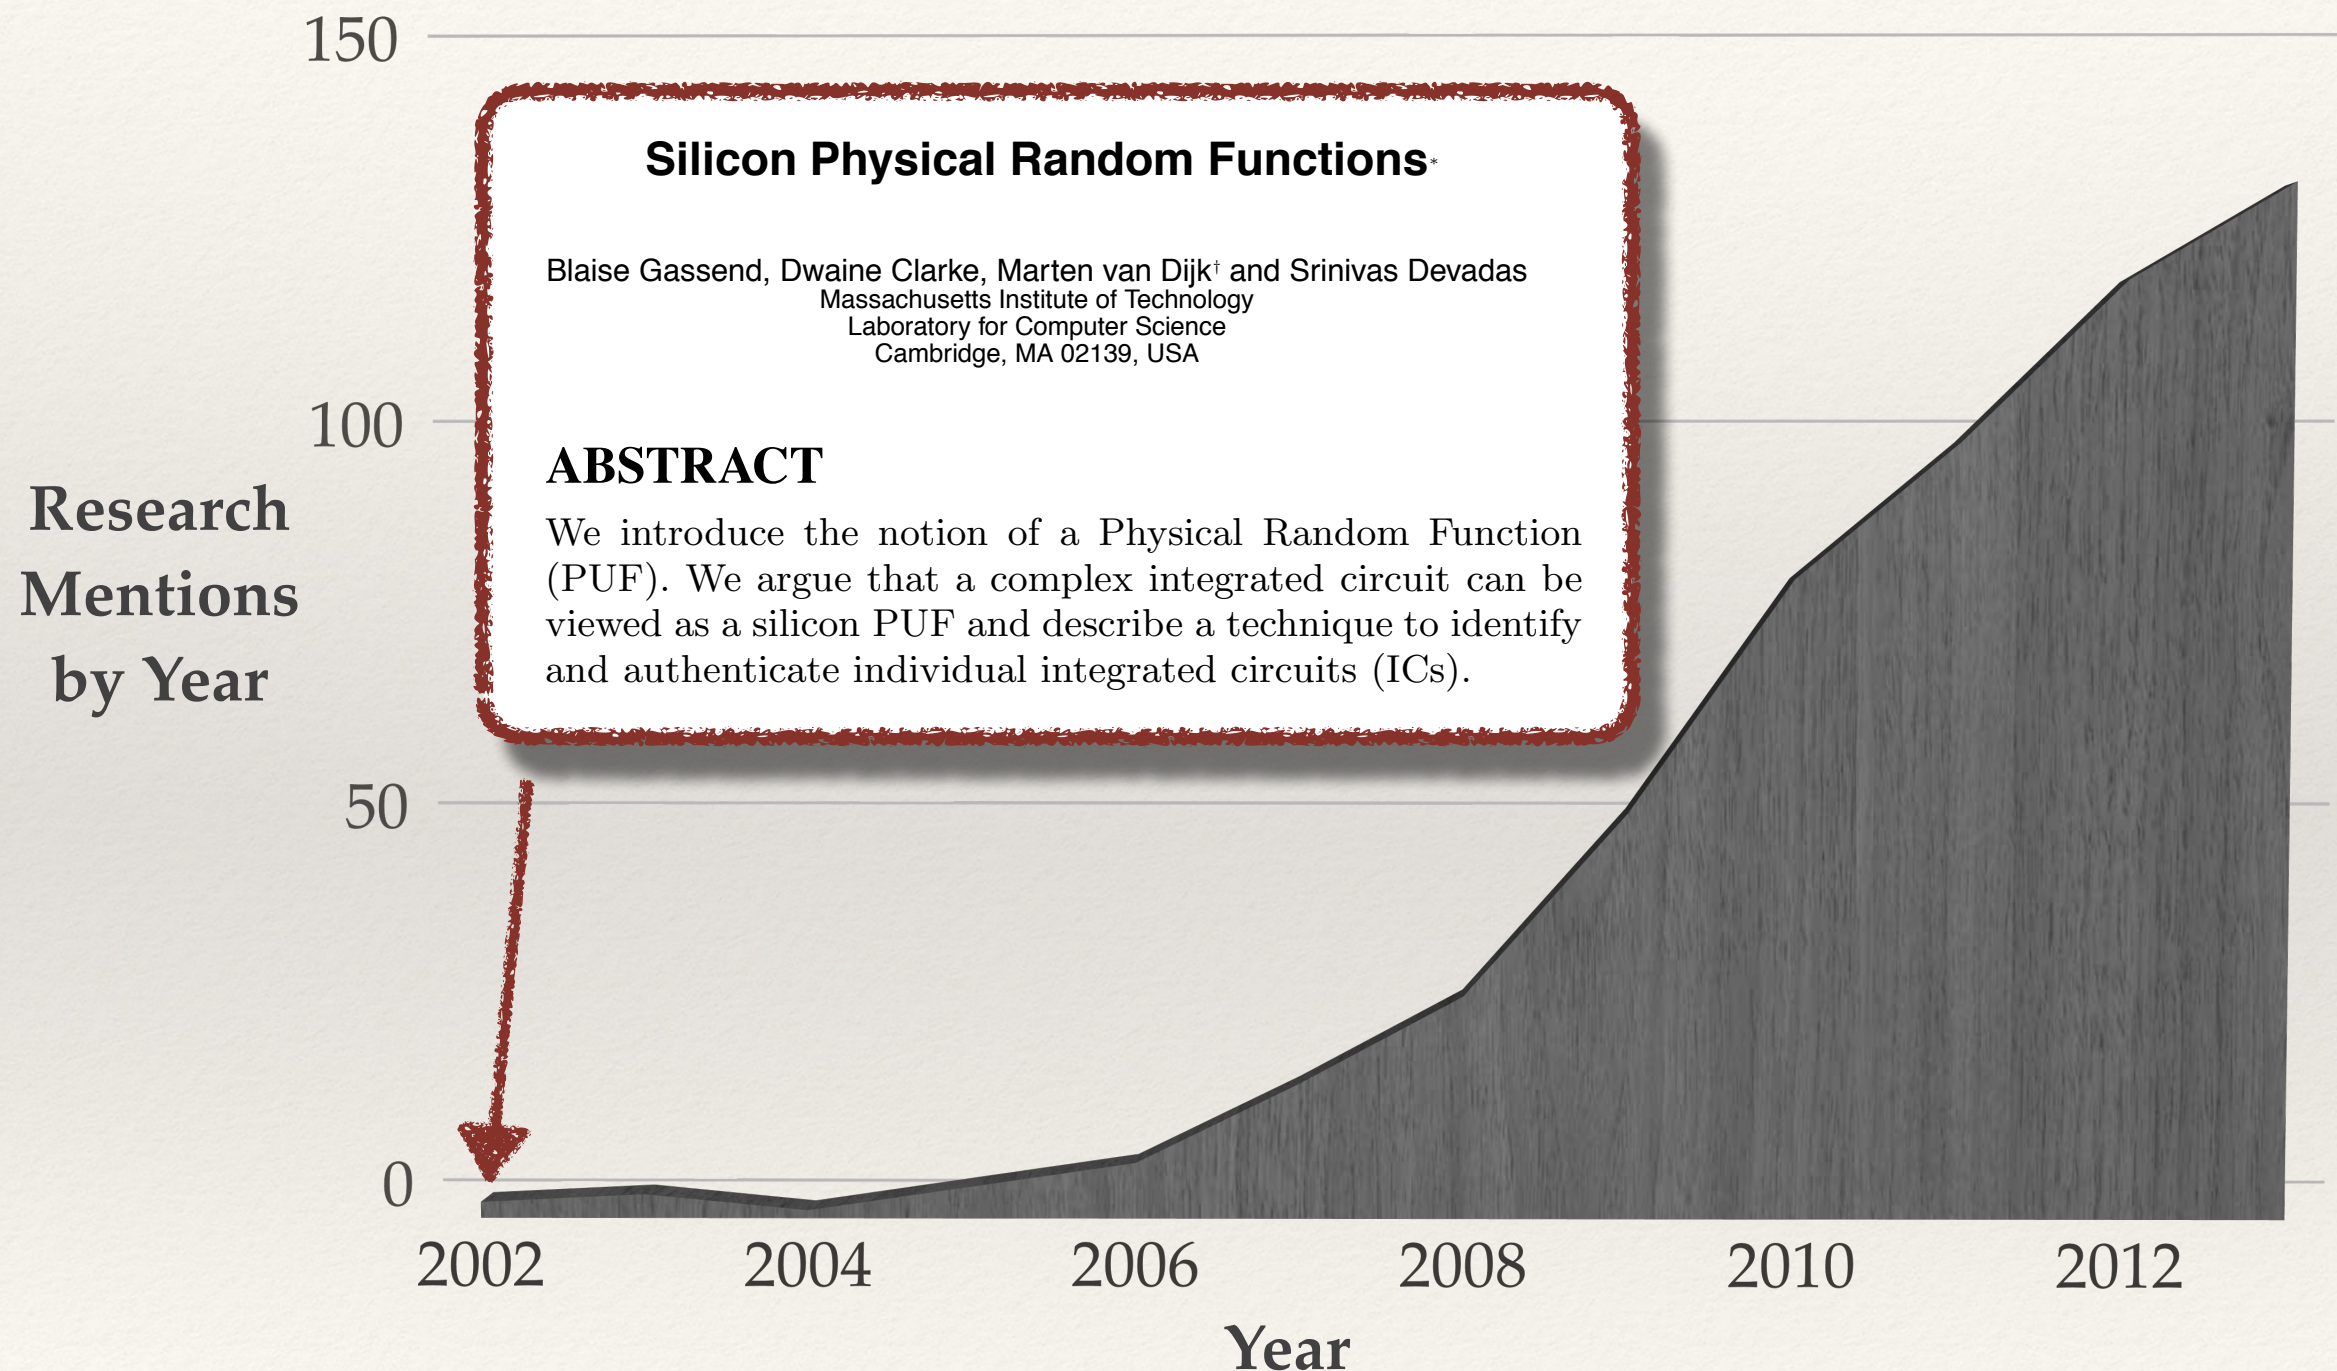 150
Silicon Physical Random Functions*
Blaise Gassend, Dwaine Clarke, Marten van Dijk† and Srinivas Devadas
Massachusetts Institute of Technology
Laboratory for Computer Science
Cambridge, MA 02139, USA
100
ABSTRACT
We introduce the notion of a Physical Random Function
(PUF). We argue that a complex integrated circuit can be
viewed as a silicon PUF and describe a technique to identify
and authenticate individual integrated circuits (ICs).
Research
Mentions
by Year
50
0
2002 2004 2006 2008 2010 2012
Year